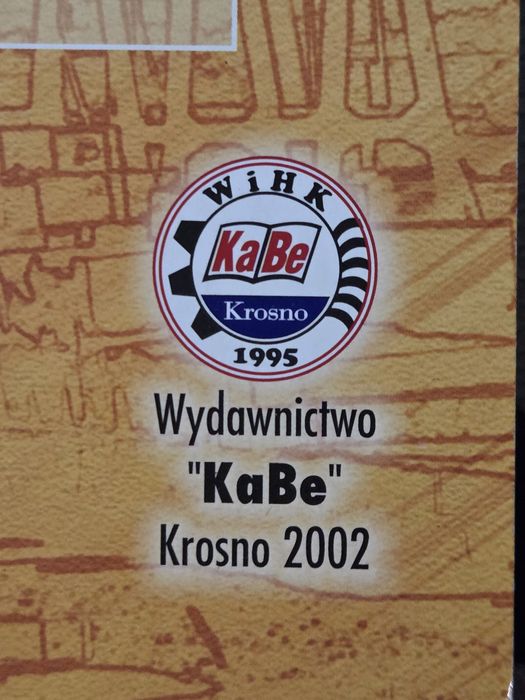 WiHK
KaBe
Krosno
1995
Wydawnictwo
"KaBe"
Krosno 2002